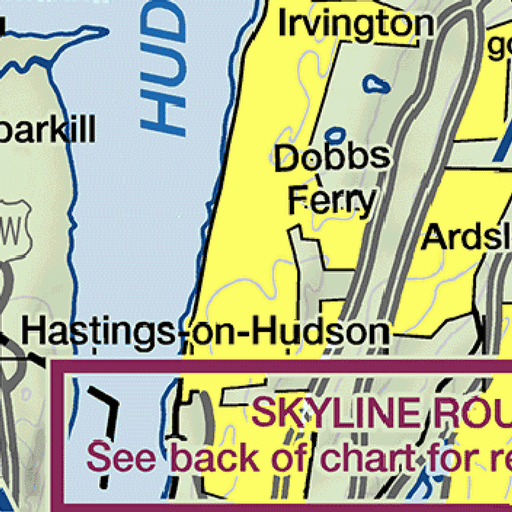 Irvington
HUD
parkill
Dobbs
Ferry
W
Ardsl
Hastings-on-Hudson
SKYLINE ROU
See back of chart for re